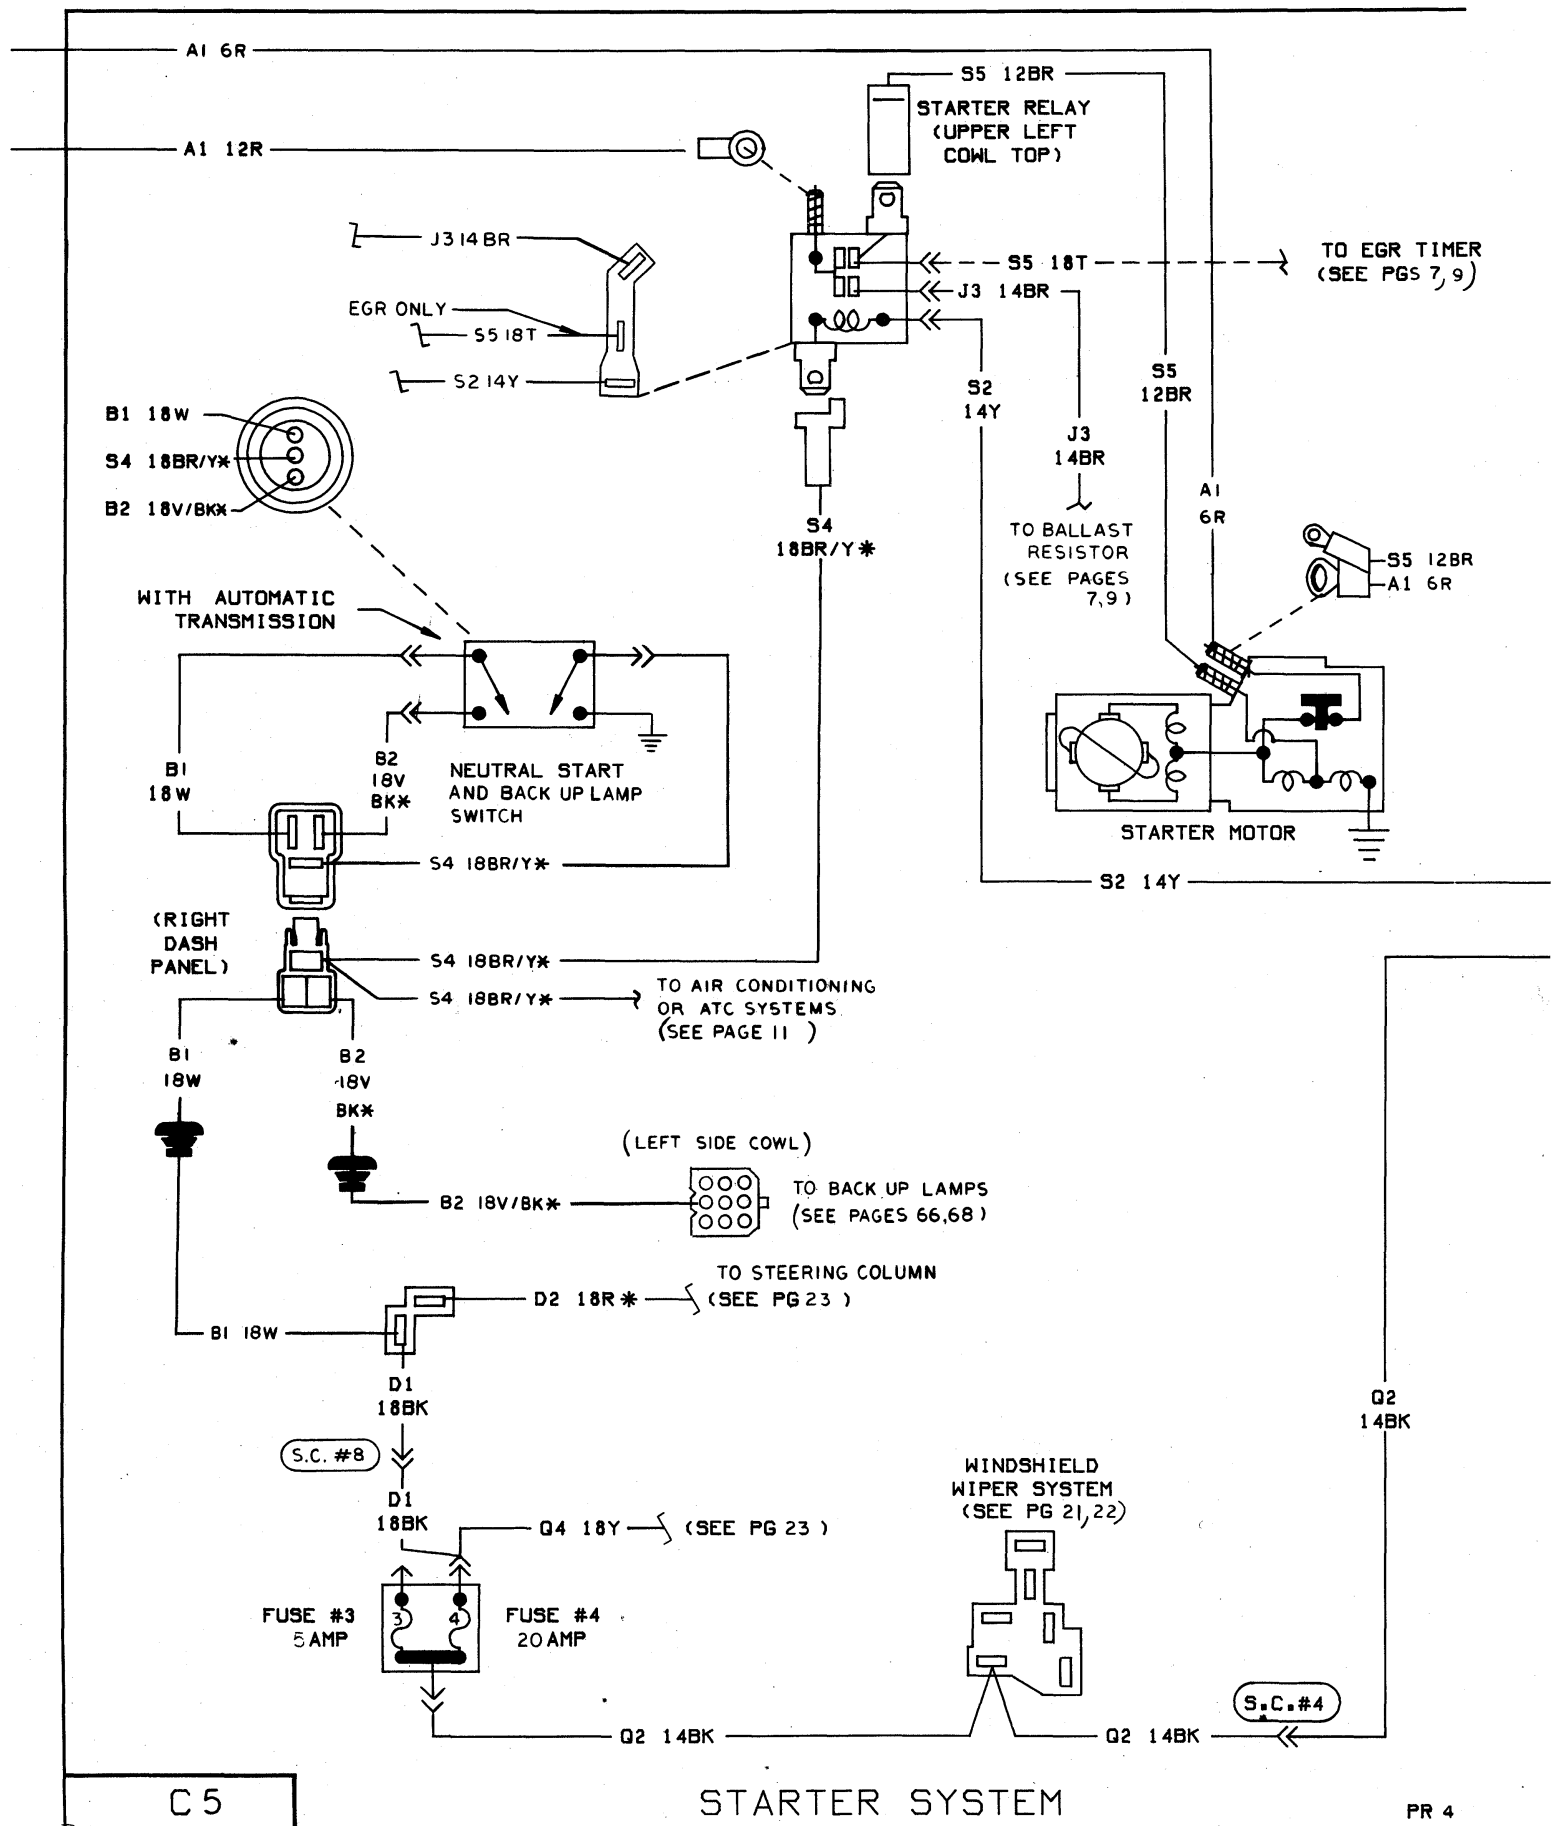 A1 6R
S5 12BR
STARTER RELAY
(UPPER LEFT
COWL TOP)
A1 12R
J3 14BR
EGR ONLY
S5 18T
S2 14Y
S5 18T
TO EGR TIMER
(SEE PGS 7, 9)
J3 14BR
S2
14Y
S5
12BR
J3
14BR
A1
6R
TO BALLAST
RESISTOR
(SEE PAGES
7,9)
B1 18W
S4 18BR/Y*
B2 18V/BK*
S4
18BR/Y*
S5 12BR
A1 6R
WITH AUTOMATIC
TRANSMISSION
B1
18W
B2
18V
BK*
NEUTRAL START
AND BACK UP LAMP
SWITCH
STARTER MOTOR
S4 18BR/Y*
S2 14Y
(RIGHT
DASH
PANEL)
S4 18BR/Y*
S4 18BR/Y*
TO AIR CONDITIONING
OR ATC SYSTEMS
(SEE PAGE 11 )
B1
18W
B2
18V
BK*
(LEFT SIDE COWL)
B2 18V/BK*
TO BACK UP LAMPS
(SEE PAGES 66,68)
TO STEERING COLUMN
D2 18R*
(SEE PG 23 )
B1 18W
D1
18BK
Q2
14BK
S.C. #8
D1
18BK
Q4 18Y
(SEE PG 23 )
WINDSHIELD
WIPER SYSTEM
(SEE PG 21,22)
FUSE #3
5 AMP
3
4
FUSE #4
20 AMP
S.C.#4
Q2 14BK
Q2 14BK
C 5
STARTER SYSTEM
PR 4